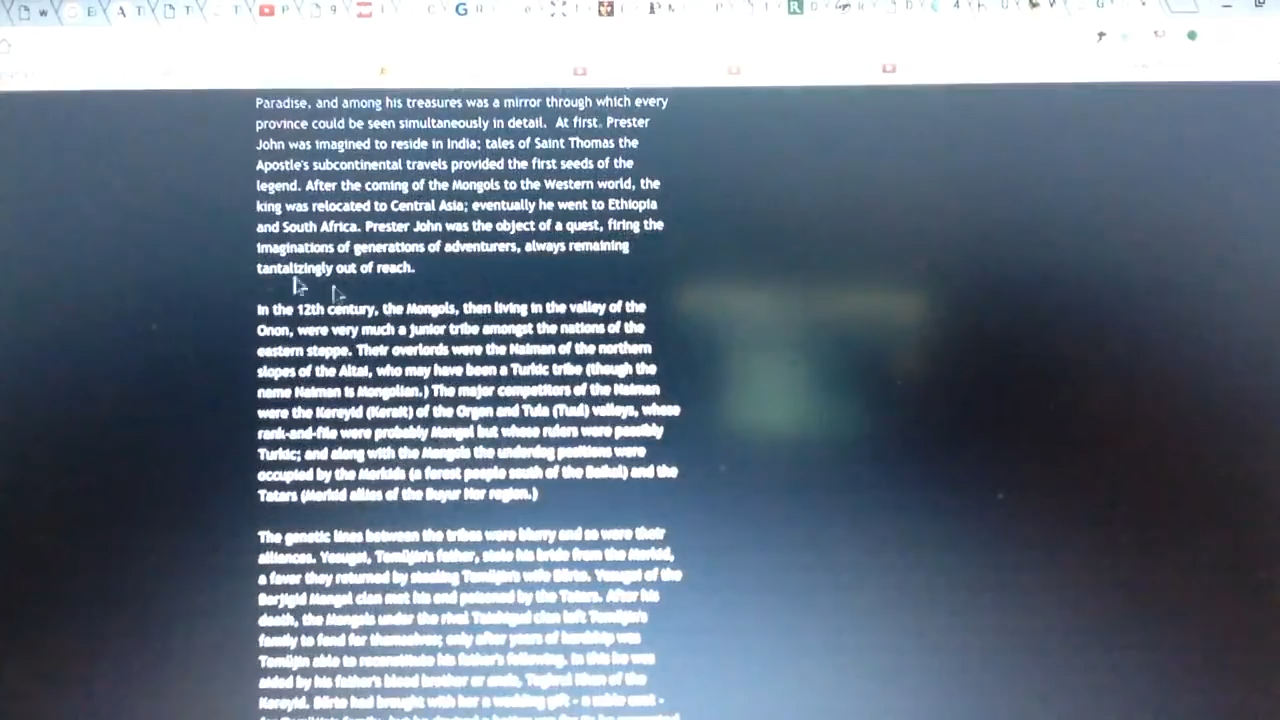 Paradise, and among his treasures was a mirror through which every
province could be seen simultaneously in detail. At first, Prester
John was imagined to reside in India; tales of Saint Thomas the
Apostle's subcontinental travels provided the first seeds of the
legend. After the coming of the Mongols to the Western world, the
king was relocated to Central Asia; eventually he went to Ethiopia
and South Africa. Prester John was the object of a quest, firing the
imaginations of generations of adventurers, always remaining
tantalizingly out of reach.
In the 12th century, the Mongols, then living in the valley of the
Onon, were very much a junior tribe amongst the nations of the
eastern steppe. Their overlords were the Naiman of the northern
slopes of the Altai, who may have been a Turkic tribe (though the
name Naiman is Mongolian.) The major competitors of the Naiman
were the Kereyid (Kerait) of the Orgon and Tula (Tuul) valleys, whose
rank-and-file were probably Mongol but whose rulers were possibly
Turkic; and along with the Mongols the underdog positions were
occupied by the Merkids (a forest people south of the Baikal) and the
Tatars (Merkid allies of the Buyur Nor region.)
The genetic lines between the tribes were blurry and so were their
alliances. Yesugei, Temüjin's father, stole his bride from the Merkid,
a favor they returned by stealing Temüjin's wife Börte. Yesugei of the
Borjigid Mongol clan met his end poisoned by the Tatars. After his
death, the Mongols under the rival Taichigud clan left Temüjin's
family to fend for themselves; only after years of hardship was
Temüjin able to reconstitute his father's following. In this he was
aided by his father's blood brother or anda, Toghrul Khan of the
Kereyid. Börte had brought with her a wedding gift - a sable coat -